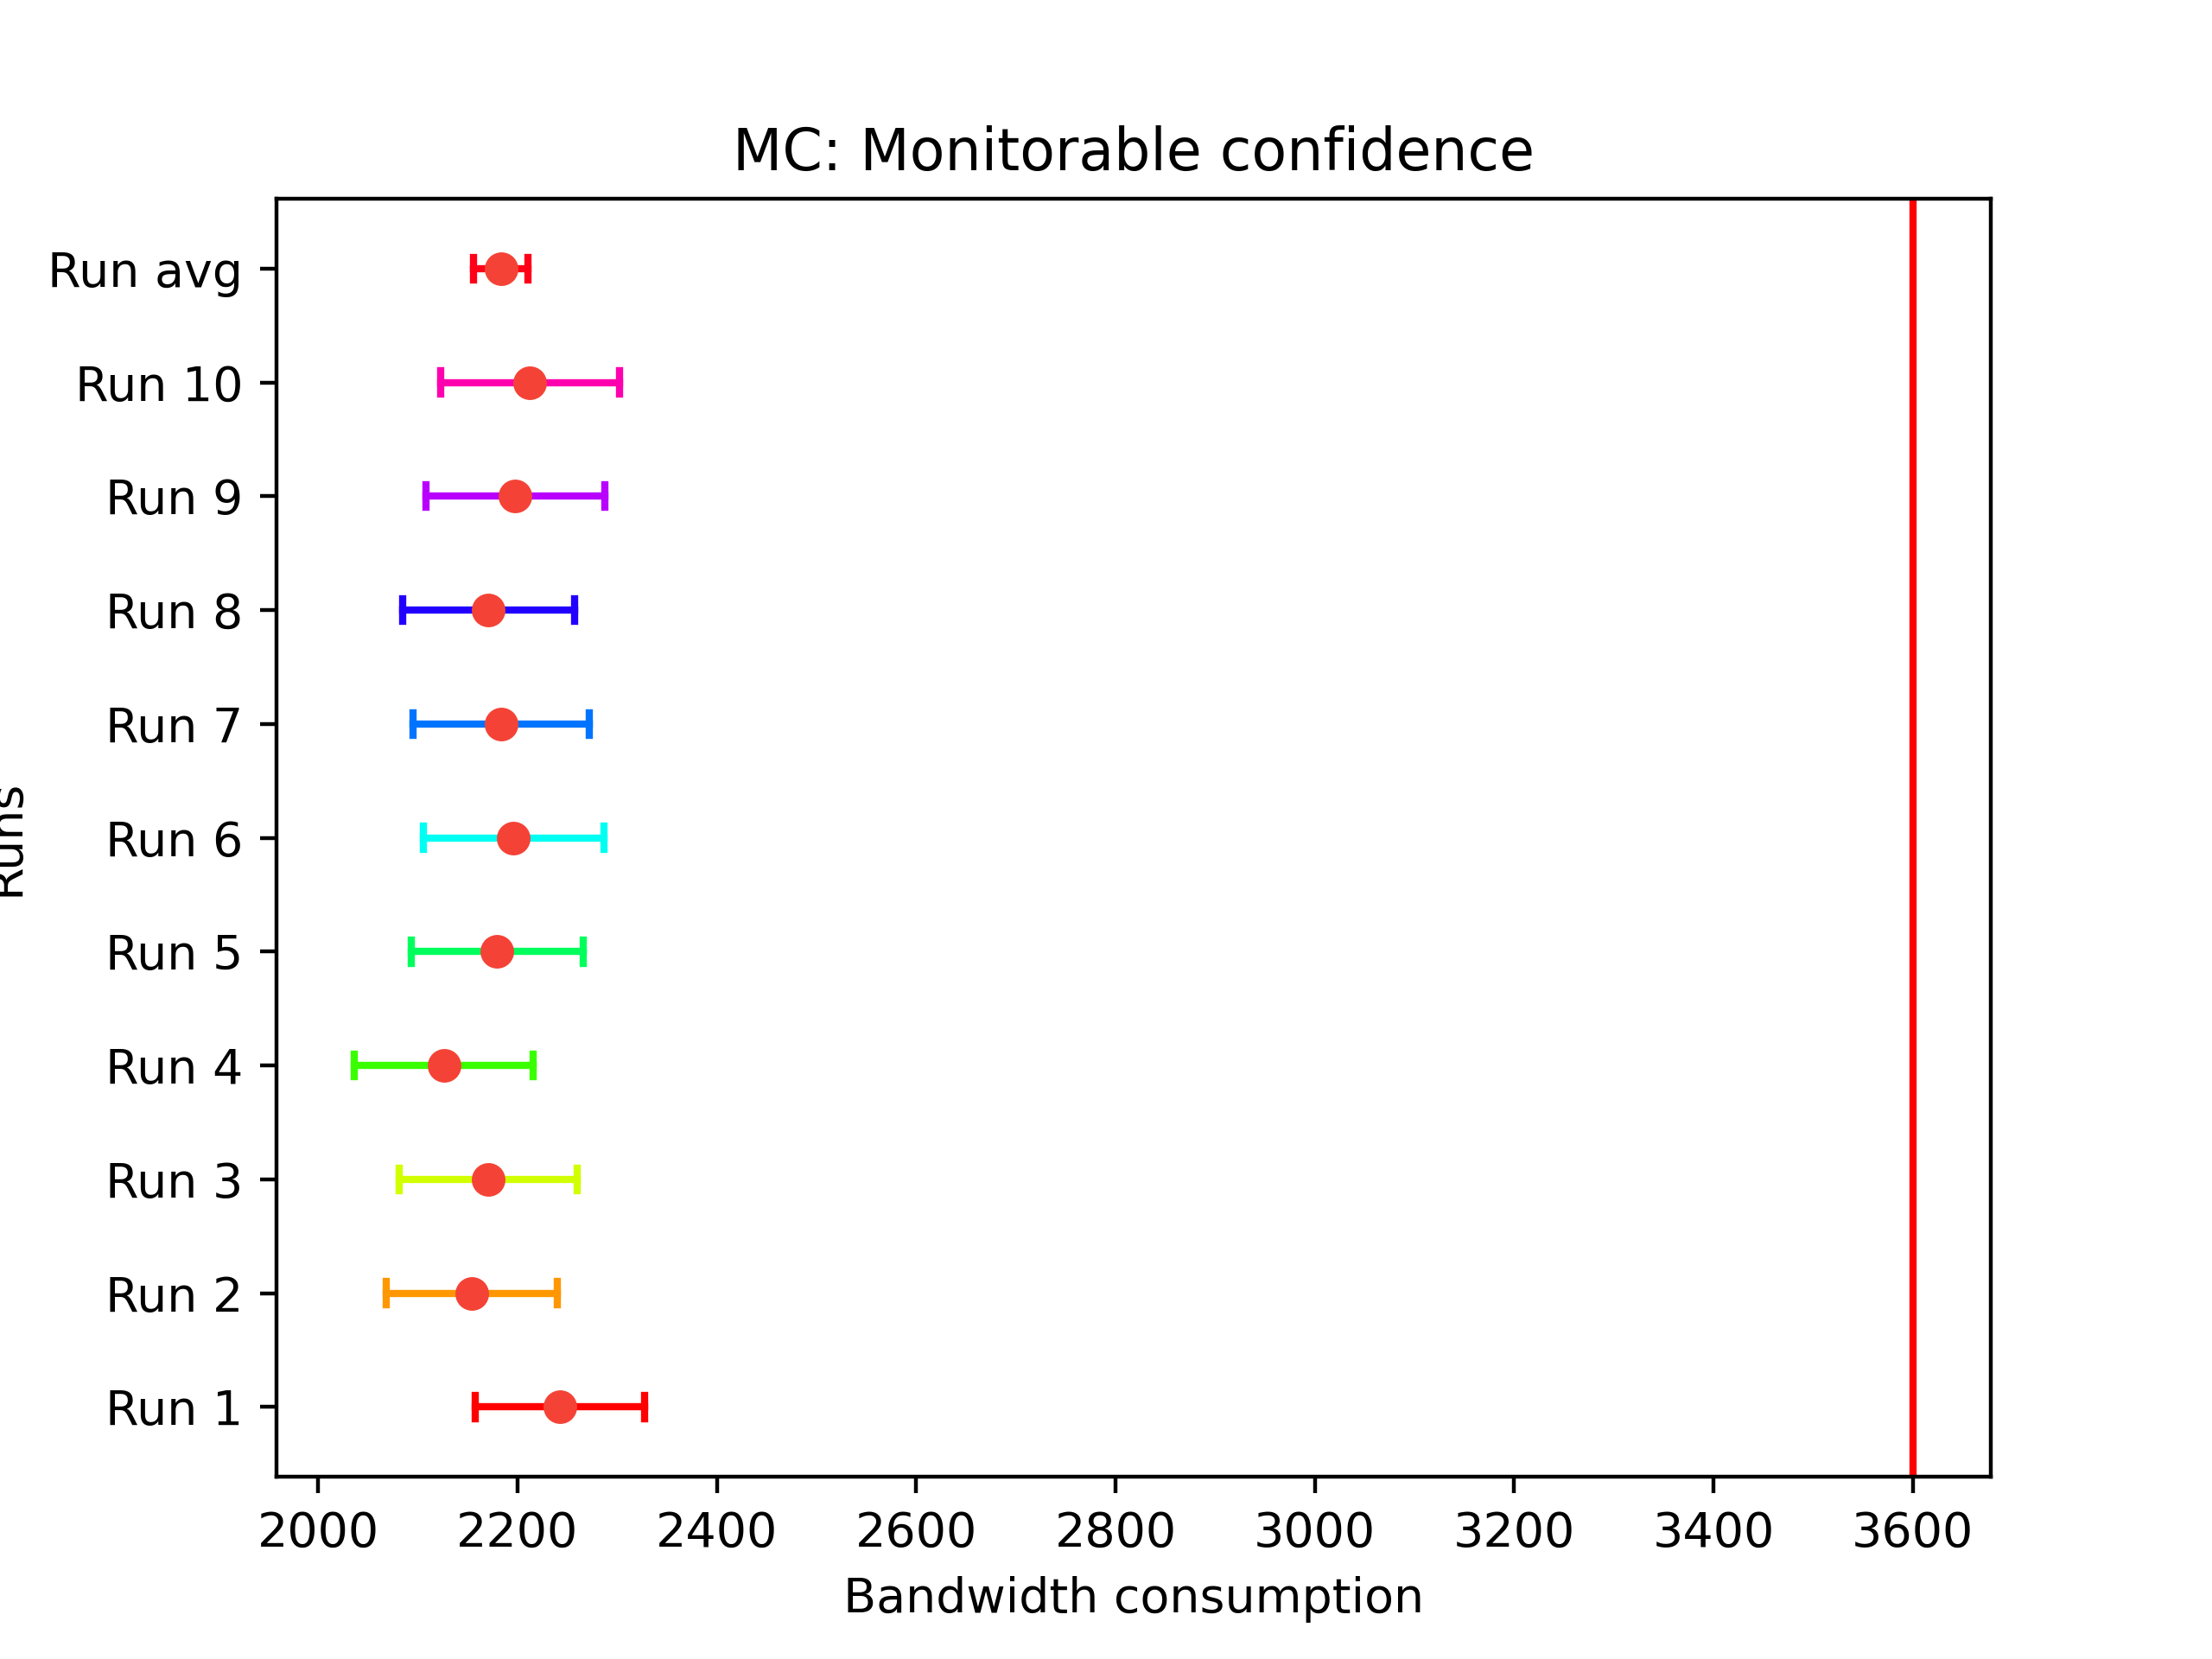 MC: Monitorable confidence
Run avg
Run 10
Run 9
Run 8
Run 7
Run 6
Run 5
Run 4
Run 3
Run 2
Run 1
Runs
2000 2200 2400 2600 2800 3000 3200 3400 3600
Bandwidth consumption